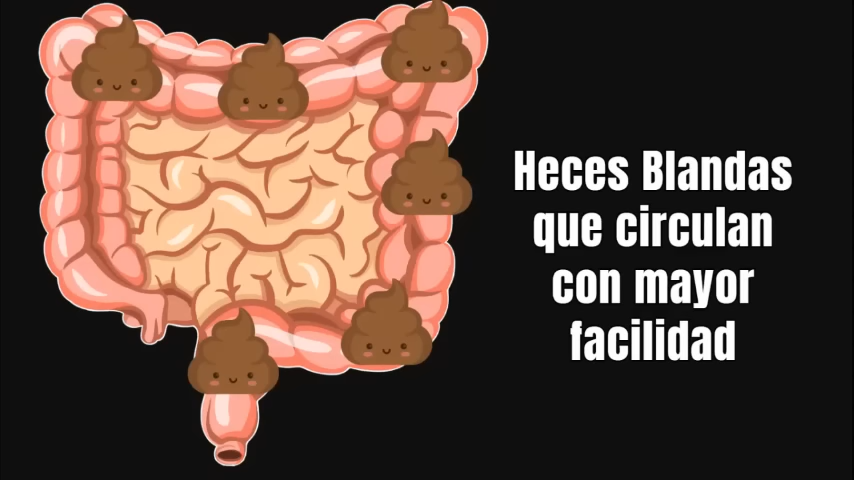 Heces Blandas
que circulan
con mayor
facilidad